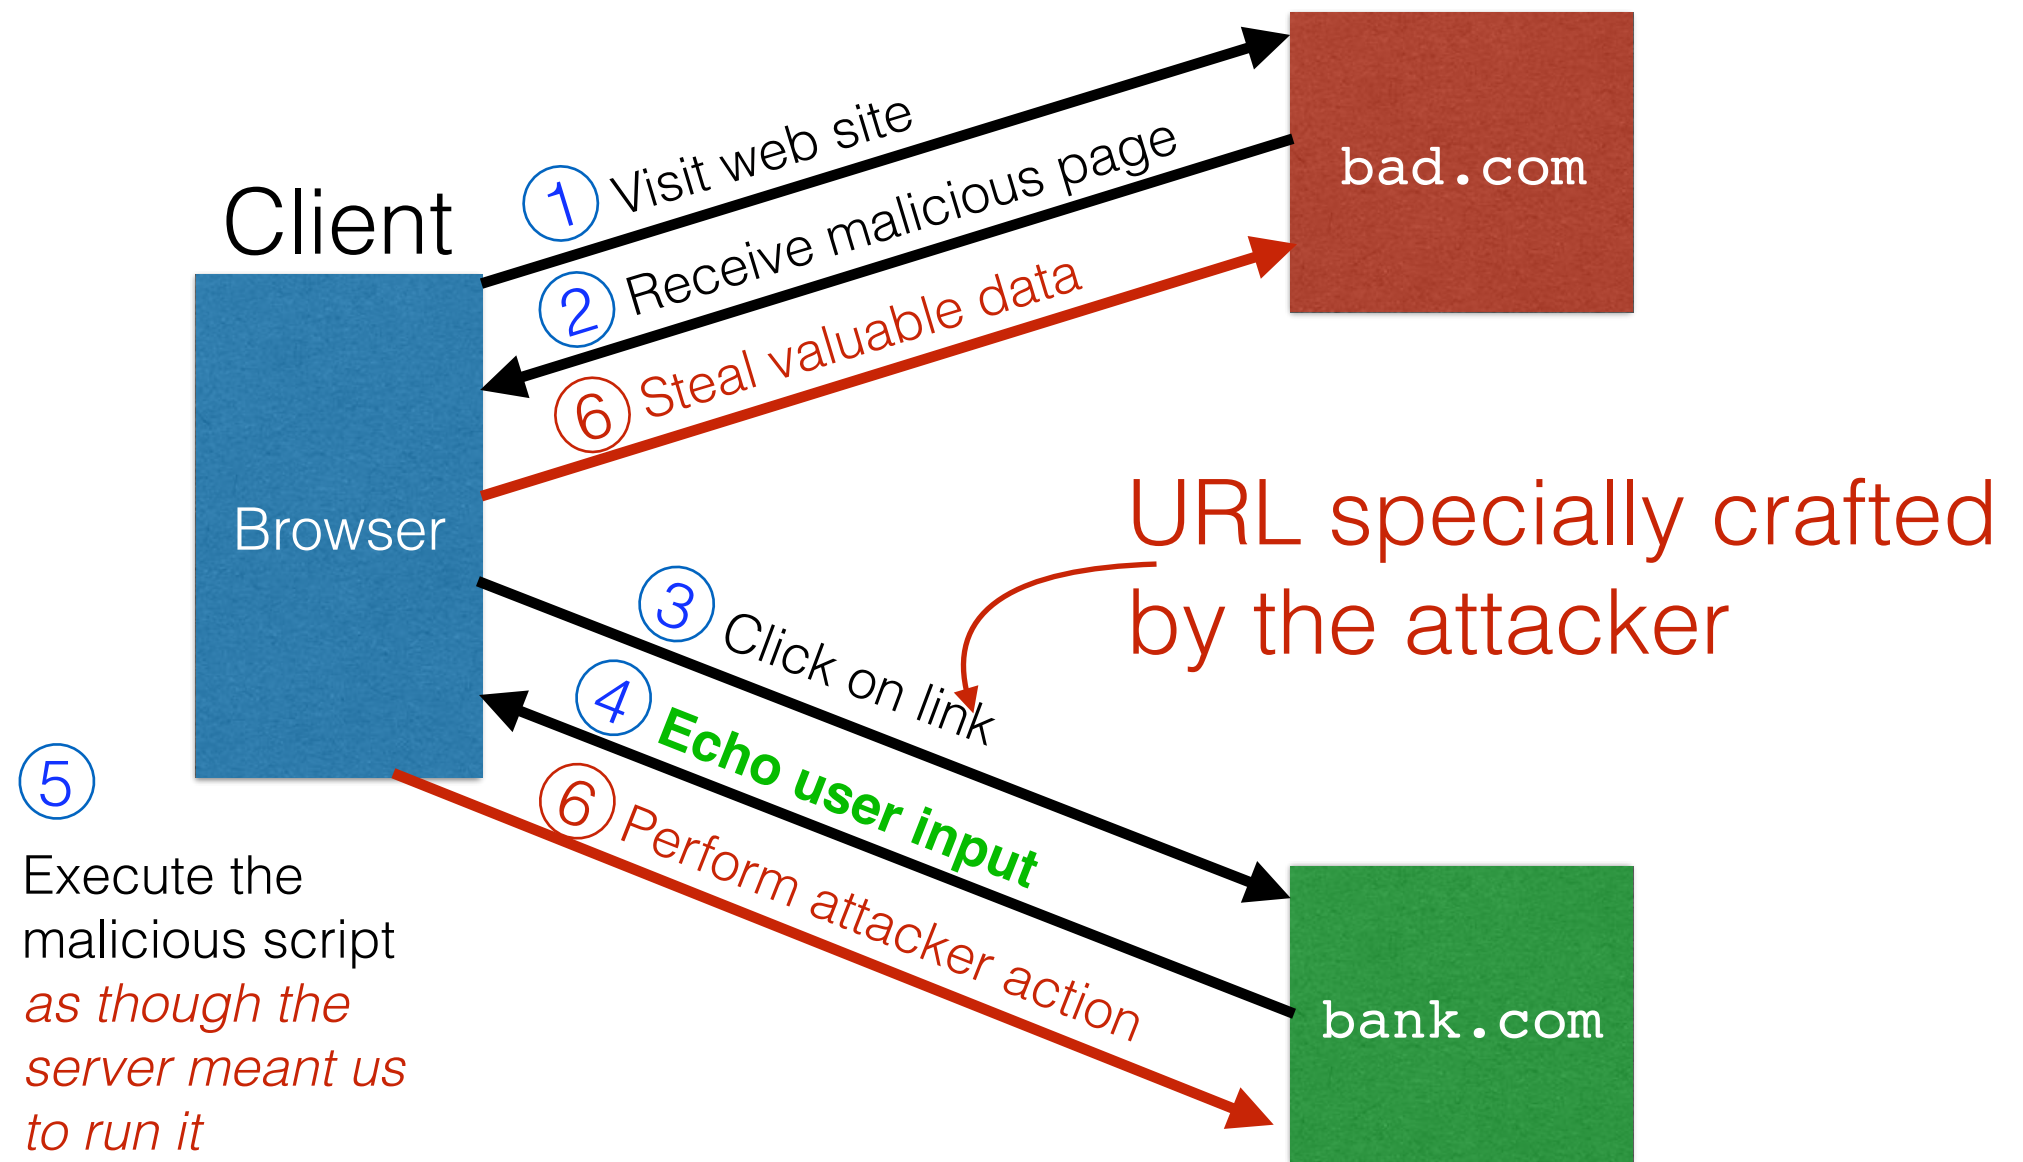 Client
Browser
bad.com
bank.com
1 Visit web site
2 Receive malicious page
6 Steal valuable data
URL specially crafted
by the attacker
3 Click on link
4 Echo user input
6 Perform attacker action
5
Execute the
malicious script
as though the
server meant us
to run it